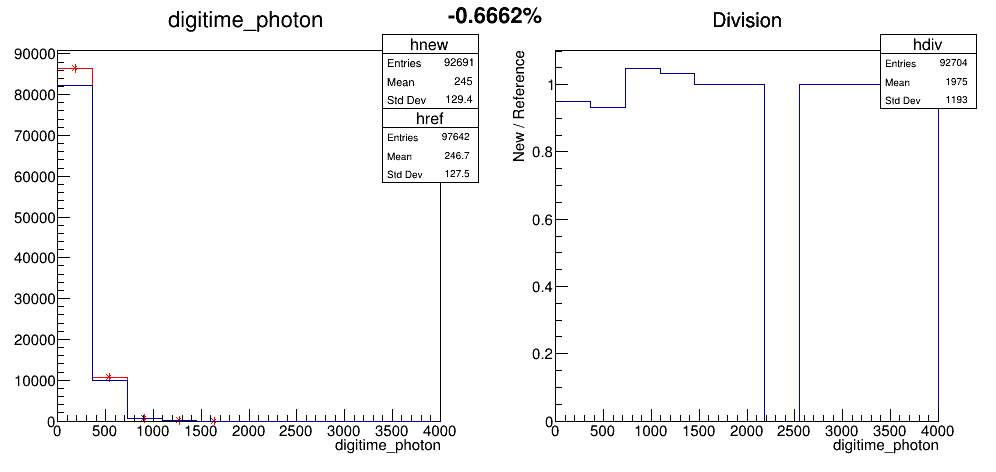 digitime_photon
-0.6662%
Division
hnew
Entries 92691
Mean 245
Std Dev 129.4
href
Entries 97642
Mean 246.7
Std Dev 127.5
90000
80000
70000
60000
50000
40000
30000
20000
10000
0
0 500 1000 1500 2000 2500 3000 3500 4000
digitime_photon
hdiv
Entries 92704
Mean 1975
Std Dev 1193
New / Reference
1
0.8
0.6
0.4
0.2
0
0 500 1000 1500 2000 2500 3000 3500 4000
digitime_photon